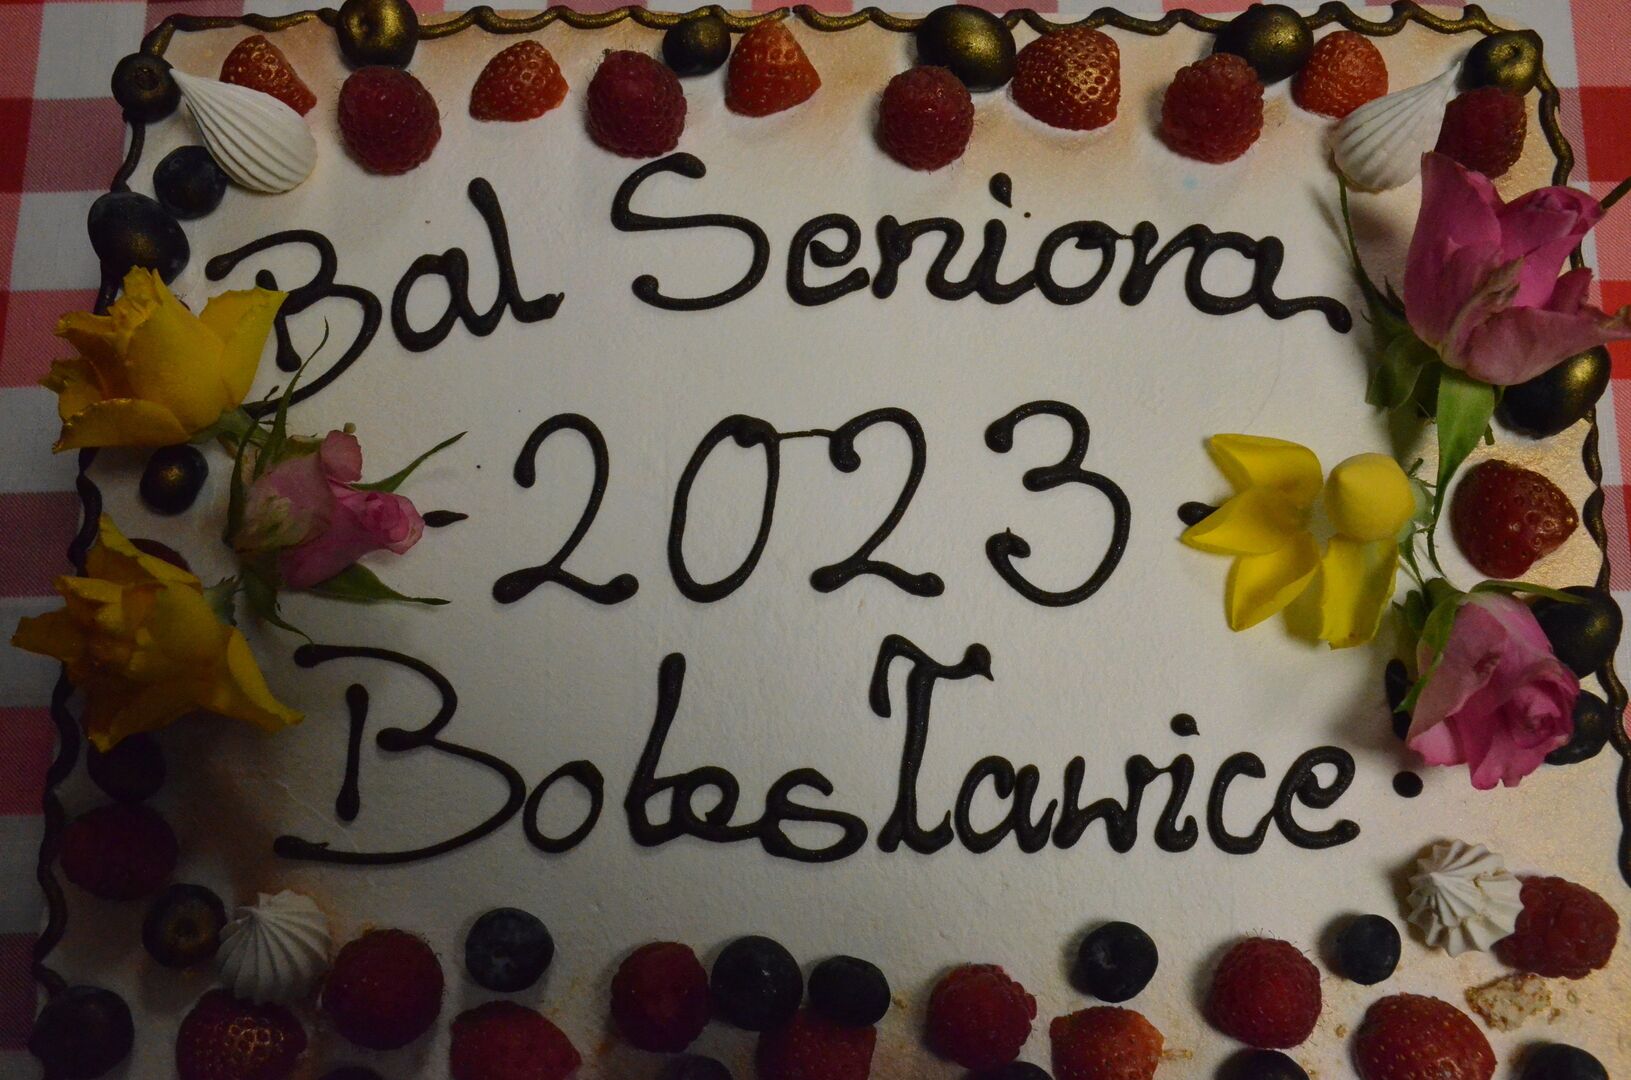 Bal Seniora
- 2023 -
Bolesławice